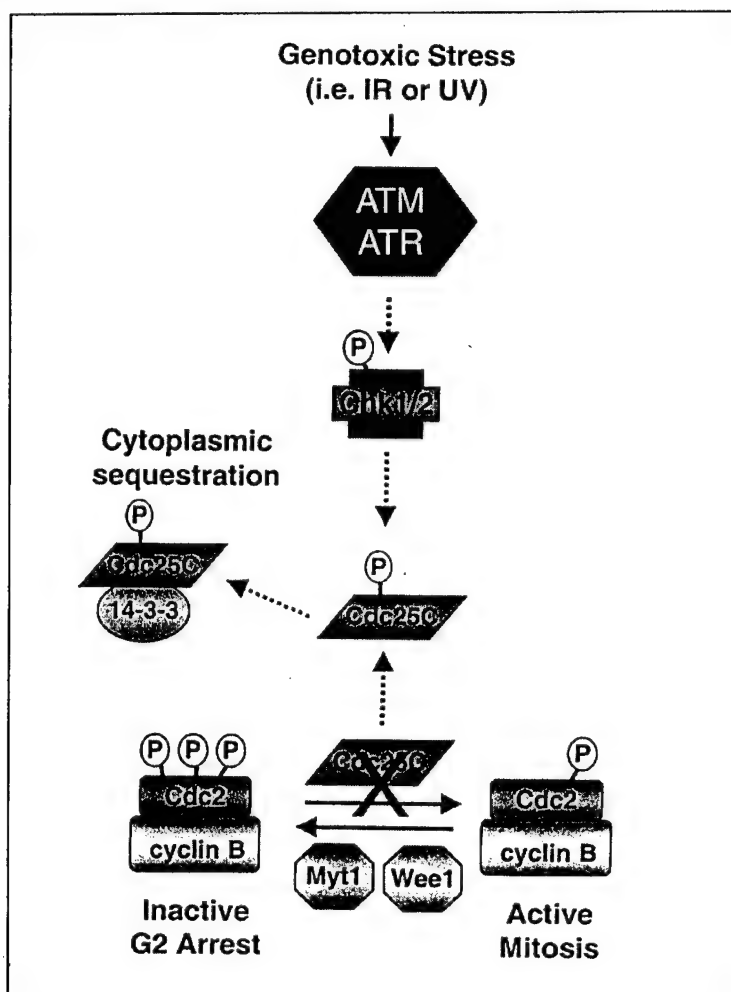 Genotoxic Stress
(i.e. IR or UV)
ATM
ATR
P
Chk1/2
Cytoplasmic
sequestration
P
Cdc25C
14-3-3
P
Cdc25C
Cdc25C
P P P
Cdc2
cyclin B
Inactive
G2 Arrest
Myt1
Wee1
P
Cdc2
cyclin B
Active
Mitosis